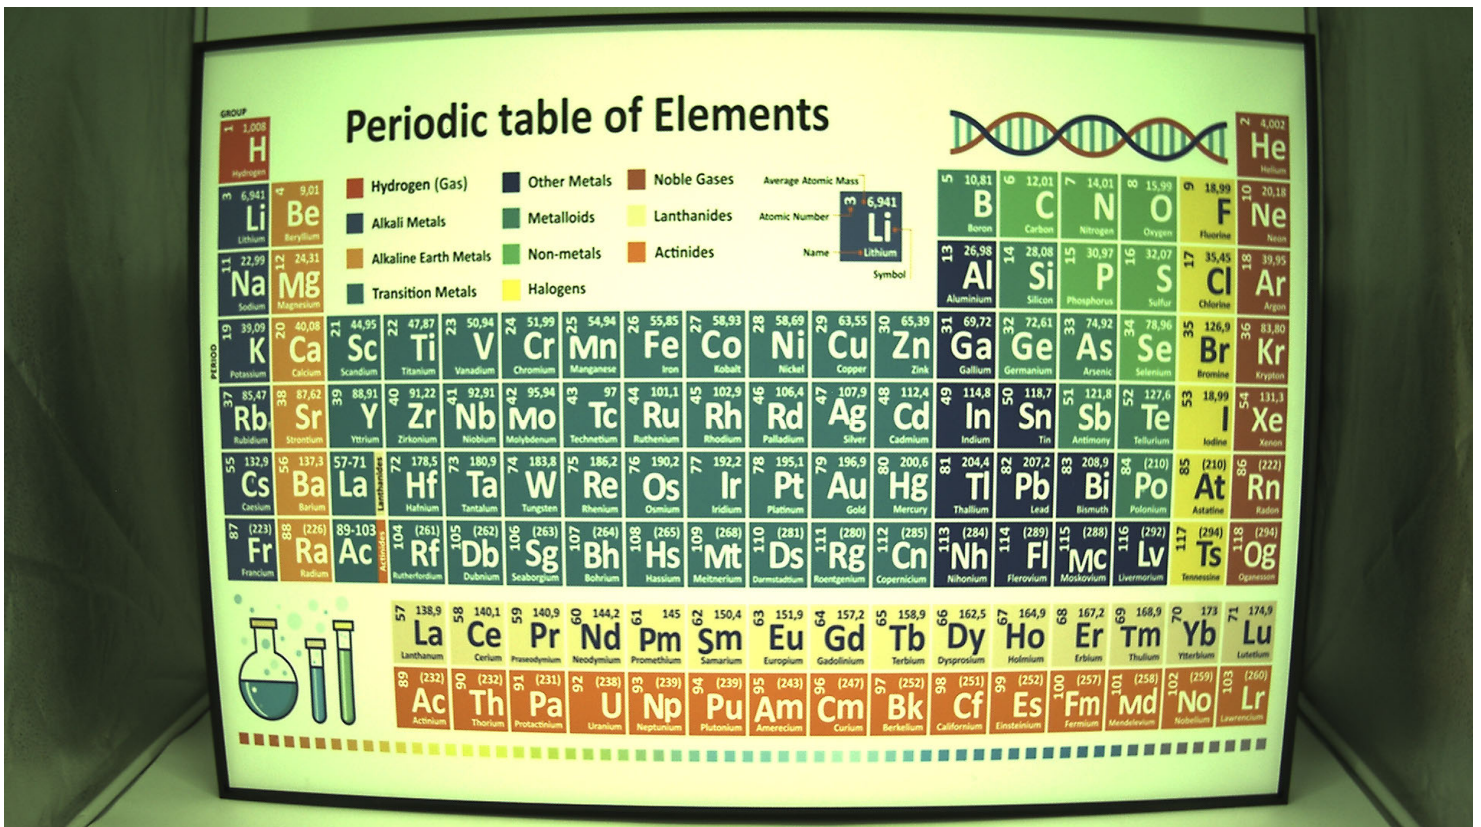 GROUP
Periodic table of Elements
1 1,008 H Hydrogen
2 4,002 He Helium
Hydrogen (Gas)
Alkali Metals
Alkaline Earth Metals
Transition Metals
Other Metals
Metalloids
Non-metals
Halogens
Noble Gases
Lanthanides
Actinides
Average Atomic Mass
Atomic Number
Name
Symbol
3 6,941 Li Lithium
3 6,941 Li Lithium
4 9,01 Be Beryllium
5 10,81 B Boron
6 12,01 C Carbon
7 14,01 N Nitrogen
8 15,99 O Oxygen
9 18,99 F Fluorine
10 20,18 Ne Neon
11 22,99 Na Sodium
12 24,31 Mg Magnesium
13 26,98 Al Aluminium
14 28,08 Si Silicon
15 30,97 P Phosphorus
16 32,07 S Sulfur
17 35,45 Cl Chlorine
18 39,95 Ar Argon
PERIOD
19 39,09 K Potassium
20 40,08 Ca Calcium
21 44,95 Sc Scandium
22 47,87 Ti Titanium
23 50,94 V Vanadium
24 51,99 Cr Chromium
25 54,94 Mn Manganese
26 55,85 Fe Iron
27 58,93 Co Kobalt
28 58,69 Ni Nickel
29 63,55 Cu Copper
30 65,39 Zn Zink
31 69,72 Ga Gallium
32 72,61 Ge Germanium
33 74,92 As Arsenic
34 78,96 Se Selenium
35 126,9 Br Bromine
36 83,80 Kr Krypton
37 85,47 Rb Rubidium
38 87,62 Sr Strontium
39 88,91 Y Yttrium
40 91,22 Zr Zirkonium
41 92,91 Nb Niobium
42 95,94 Mo Molybdenum
43 97 Tc Technetium
44 101,1 Ru Ruthenium
45 102,9 Rh Rhodium
46 106,4 Rd Palladium
47 107,9 Ag Silver
48 112,4 Cd Cadmium
49 114,8 In Indium
50 118,7 Sn Tin
51 121,8 Sb Antimony
52 127,6 Te Tellurium
53 18,99 I Iodine
54 131,3 Xe Xenon
55 132,9 Cs Caesium
56 137,3 Ba Barium
57-71 La Lanthanides
72 178,5 Hf Hafnium
73 180,9 Ta Tantalum
74 183,8 W Tungsten
75 186,2 Re Rhenium
76 190,2 Os Osmium
77 192,2 Ir Iridium
78 195,1 Pt Platinum
79 196,9 Au Gold
80 200,6 Hg Mercury
81 204,4 Tl Thallium
82 207,2 Pb Lead
83 208,9 Bi Bismuth
84 (210) Po Polonium
85 (210) At Astatine
86 (222) Rn Radon
87 (223) Fr Francium
88 (226) Ra Radium
89-103 Ac Actinides
104 (261) Rf Rutherfordium
105 (262) Db Dubnium
106 (263) Sg Seaborgium
107 (264) Bh Bohrium
108 (265) Hs Hassium
109 (268) Mt Meitnerium
110 (281) Ds Darmstadtium
111 (280) Rg Roentgenium
112 (285) Cn Copernicium
113 (284) Nh Nihonium
114 (289) Fl Flerovium
115 (288) Mc Moskovium
116 (292) Lv Livermorium
117 (294) Ts Tennessine
118 (294) Og Oganesson
57 138,9 La Lanthanum
58 140,1 Ce Cerium
59 140,9 Pr Praseodymium
60 144,2 Nd Neodymium
61 145 Pm Promethium
62 150,4 Sm Samarium
63 151,9 Eu Europium
64 157,2 Gd Gadolinium
65 158,9 Tb Terbium
66 162,5 Dy Dysprosium
67 164,9 Ho Holmium
68 167,2 Er Erbium
69 168,9 Tm Thulium
70 173 Yb Ytterbium
71 174,9 Lu Lutetium
89 (232) Ac Actinium
90 (232) Th Thorium
91 (231) Pa Protactinium
92 (238) U Uranium
93 (239) Np Neptunium
94 (239) Pu Plutonium
95 (243) Am Amerecium
96 (247) Cm Curium
97 (252) Bk Berkelium
98 (251) Cf Californium
99 (252) Es Einsteinium
100 (257) Fm Fermium
101 (258) Md Mendelevium
102 (259) No Nobelium
103 (260) Lr Lawrencium